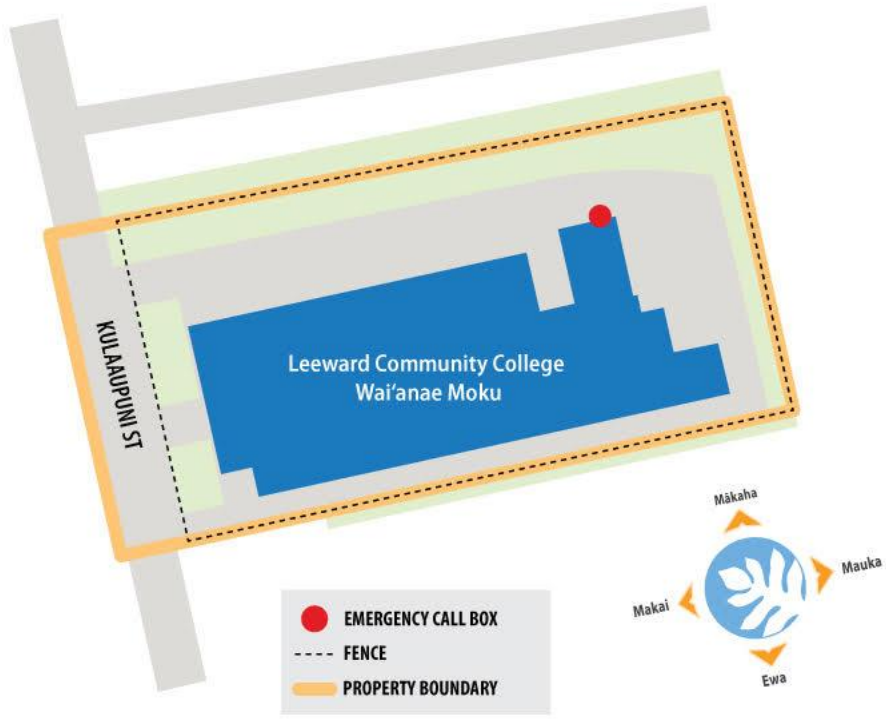 KULAAUPUNI ST
Leeward Community College
Wai‘anae Moku
Mākaha
Mauka
Makai
Ewa
EMERGENCY CALL BOX
FENCE
PROPERTY BOUNDARY